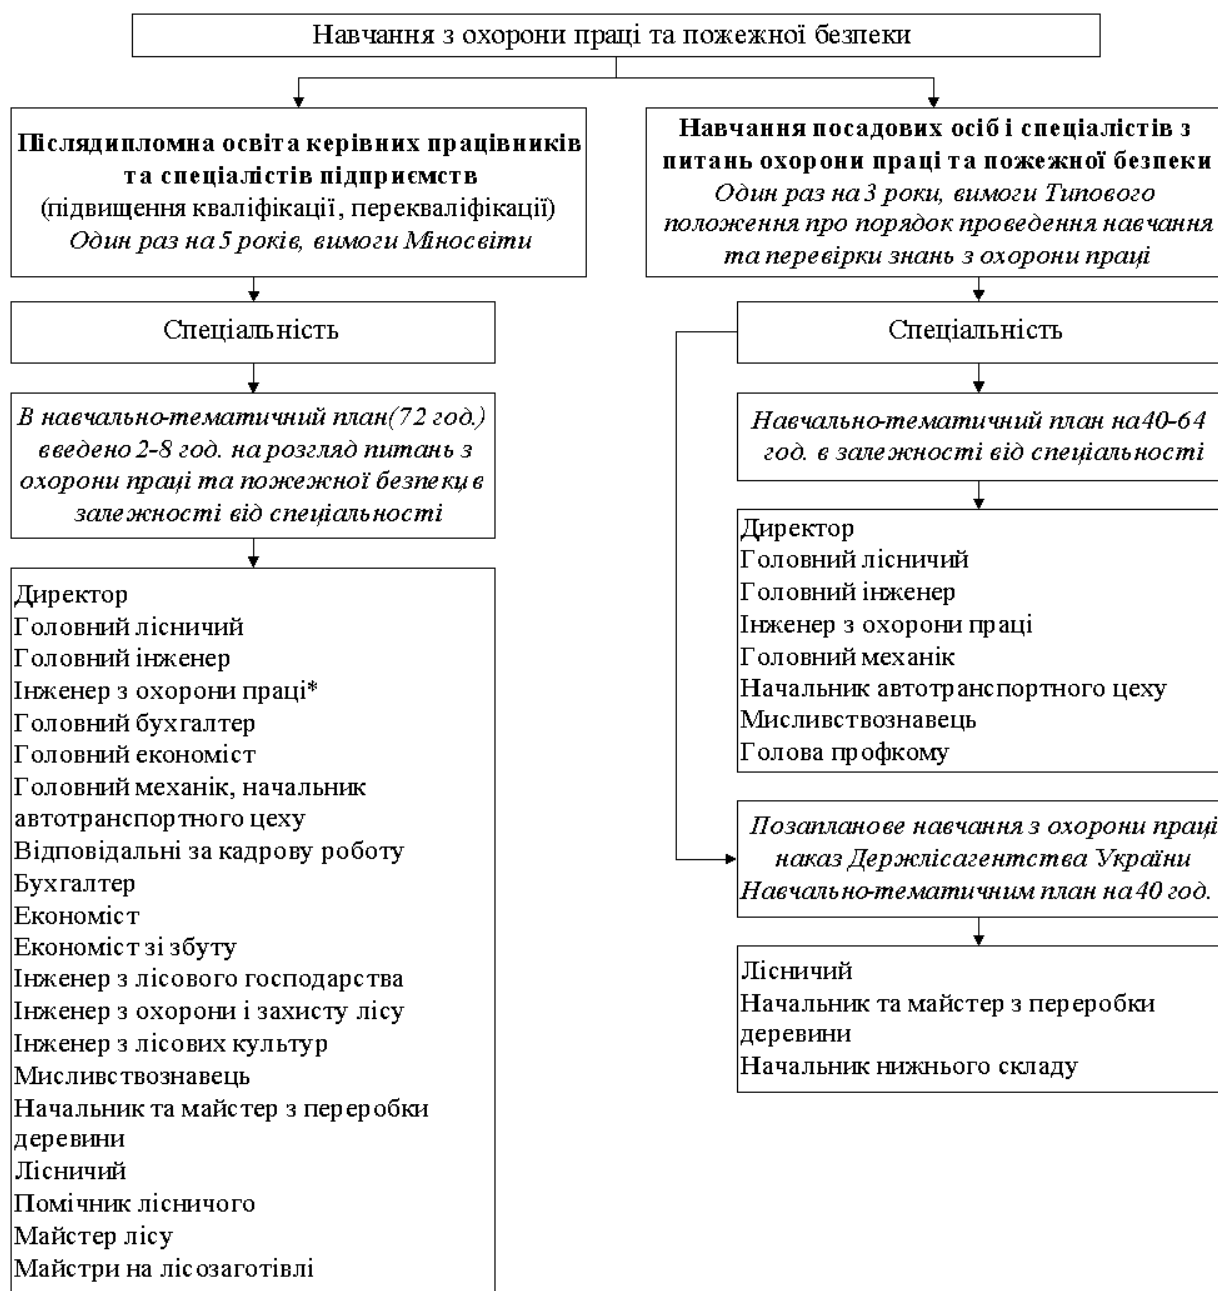 Навчання з охорони праці та пожежної безпеки
Післядипломна освіта керівних працівників
та спеціалістів підприємств
(підвищення кваліфікації, перекваліфікації)
Один раз на 5 років, вимоги Міносвіти
Спеціальність
В навчально-тематичний план(72 год.)
введено 2-8 год. на розгляд питань з
охорони праці та пожежної безпеки в
залежності від спеціальності
Директор
Головний лісничий
Головний інженер
Інженер з охорони праці*
Головний бухгалтер
Головний економіст
Головний механік, начальник
автотранспортного цеху
Відповідальні за кадрову роботу
Бухгалтер
Економіст
Економіст зі збуту
Інженер з лісового господарства
Інженер з охорони і захисту лісу
Інженер з лісових культур
Мисливствознавець
Начальник та майстер з переробки
деревини
Лісничий
Помічник лісничого
Майстер лісу
Майстри на лісозаготівлі
Навчання посадових осіб і спеціалістів з
питань охорони праці та пожежної безпеки
Один раз на 3 роки, вимоги Типового
положення про порядок проведення навчання
та перевірки знань з охорони праці
Спеціальність
Навчально-тематичний план на 40-64
год. в залежності від спеціальності
Директор
Головний лісничий
Головний інженер
Інженер з охорони праці
Головний механік
Начальник автотранспортного цеху
Мисливствознавець
Голова профкому
Позапланове навчання з охорони праці
наказ Держлісагентства України
Навчально-тематичним план на 40 год.
Лісничий
Начальник та майстер з переробки
деревини
Начальник нижнього складу